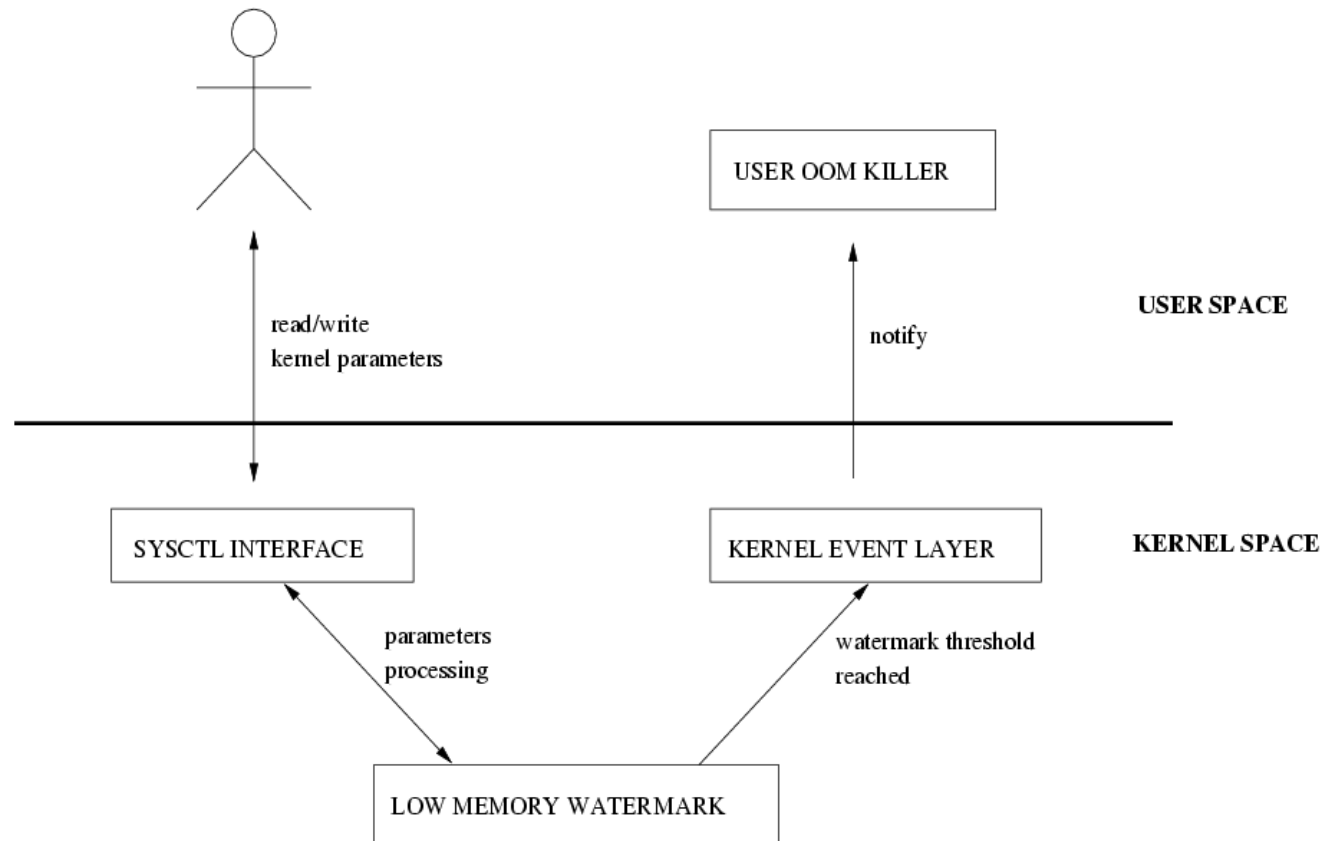 USER OOM KILLER
USER SPACE
read/write
kernel parameters
notify
SYSCTL INTERFACE
KERNEL EVENT LAYER
KERNEL SPACE
parameters
processing
watermark threshold
reached
LOW MEMORY WATERMARK